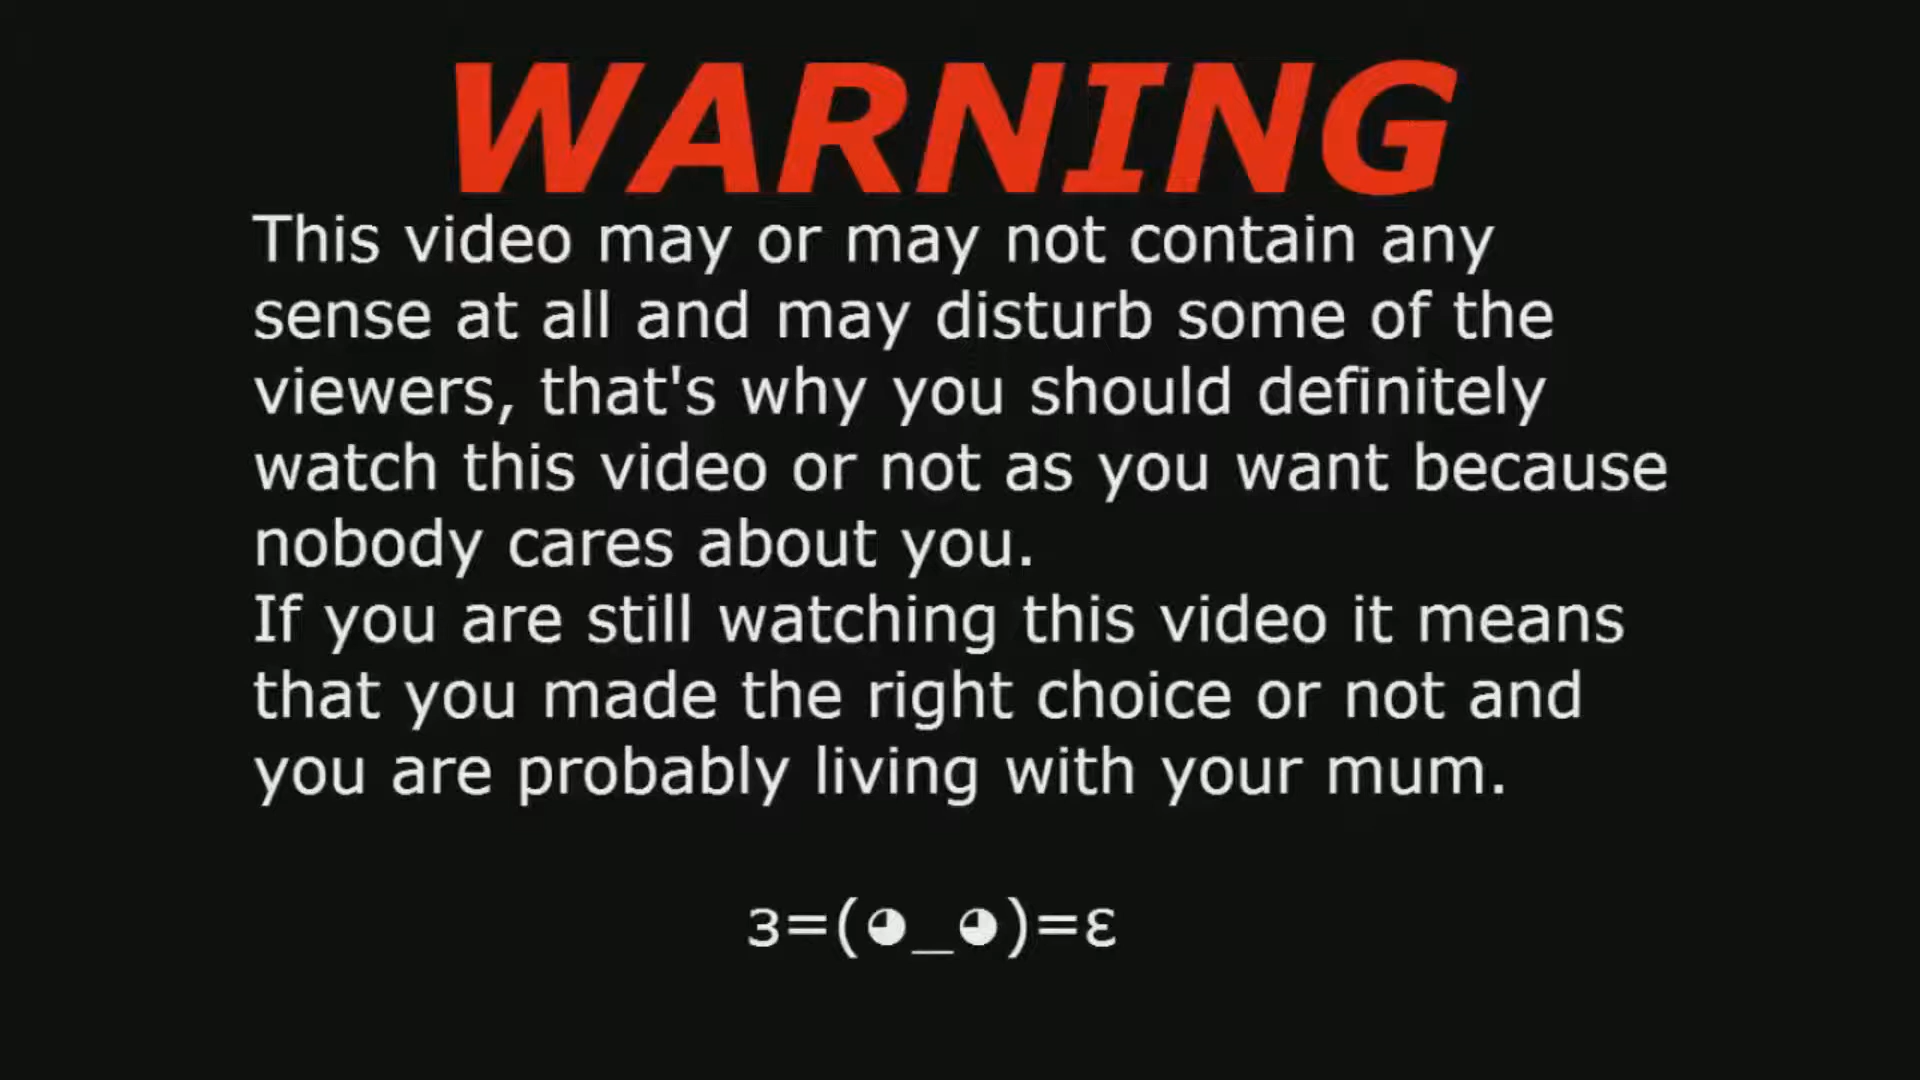 WARNING
This video may or may not contain any
sense at all and may disturb some of the
viewers, that's why you should definitely
watch this video or not as you want because
nobody cares about you.
If you are still watching this video it means
that you made the right choice or not and
you are probably living with your mum.
ɜ=(◕_◕)=ε